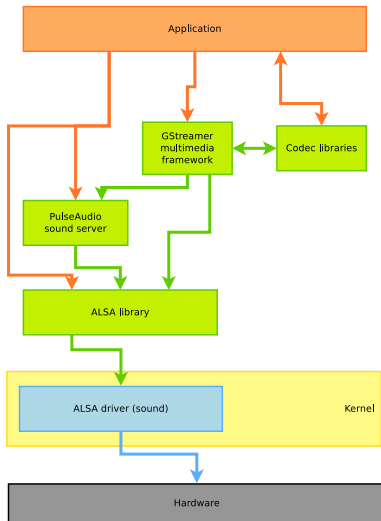 Application
GStreamer
multimedia
framework
Codec libraries
PulseAudio
sound server
ALSA library
ALSA driver (sound)
Kernel
Hardware